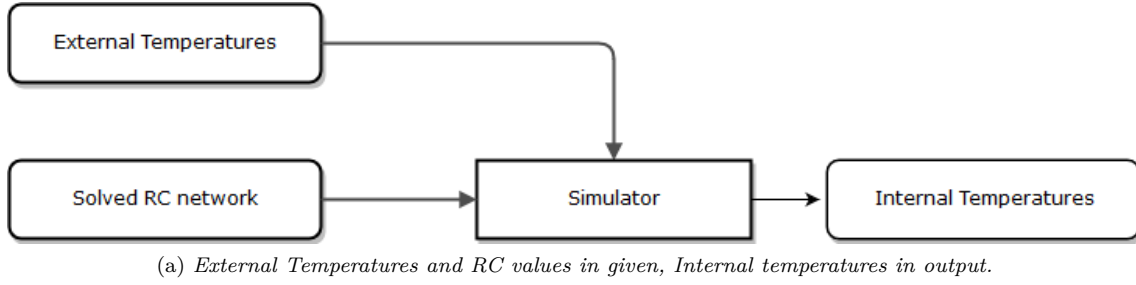 External Temperatures
Solved RC network
Simulator
Internal Temperatures
(a) External Temperatures and RC values in given, Internal temperatures in output.